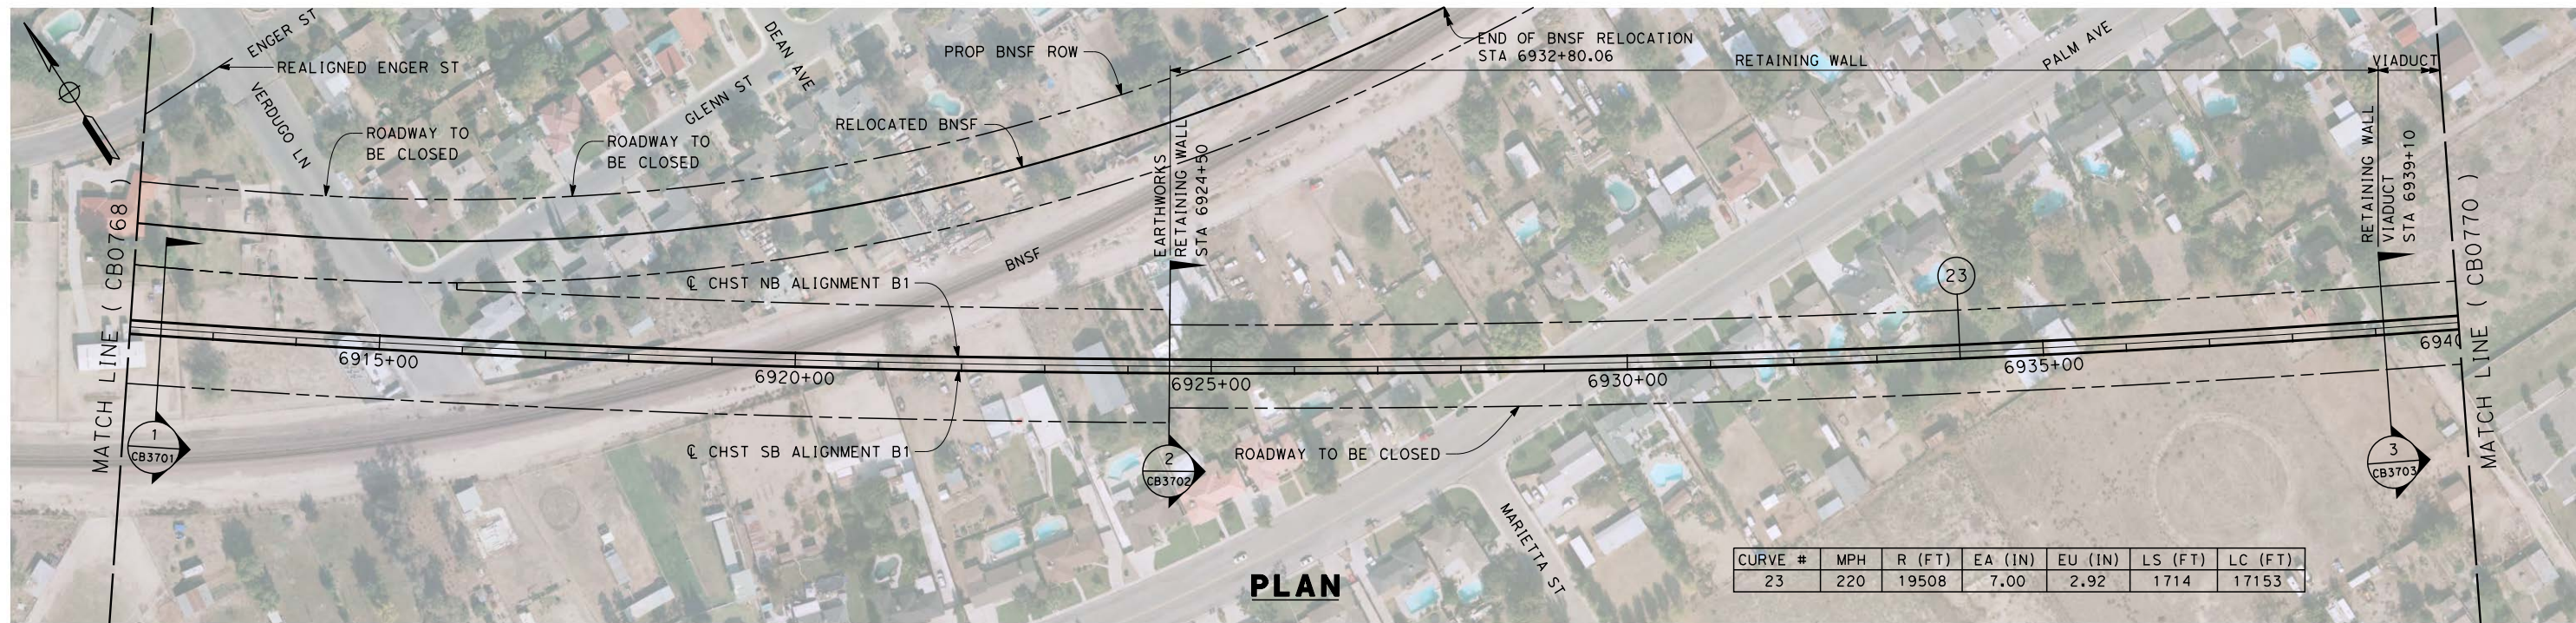 ENGER ST
REALIGNED ENGER ST
VERDUGO LN
DEAN AVE
GLENN ST
ROADWAY TO
BE CLOSED
ROADWAY TO
BE CLOSED
PROP BNSF ROW
RELOCATED BNSF
END OF BNSF RELOCATION
STA 6932+80.06
RETAINING WALL
PALM AVE
VIADUCT
EARTHWORKS
RETAINING WALL
STA 6924+50
RETAINING WALL
VIADUCT
STA 6939+10
MATCH LINE ( CB0768 )
MATCH LINE ( CB0770 )
BNSF
℄ CHST NB ALIGNMENT B1
23
6915+00
6920+00
6925+00
6930+00
6935+00
6940
1
CB3701
2
CB3702
3
CB3703
℄ CHST SB ALIGNMENT B1
ROADWAY TO BE CLOSED
MARIETTA ST
CURVE # MPH R (FT) EA (IN) EU (IN) LS (FT) LC (FT)
23 220 19508 7.00 2.92 1714 17153
PLAN